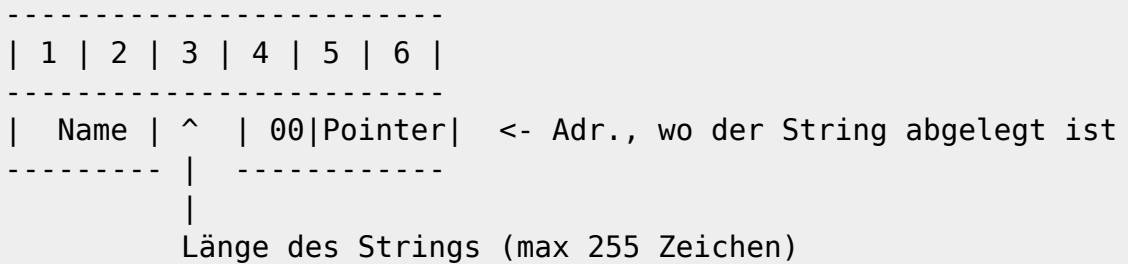 -------------------------
| 1 | 2 | 3 | 4 | 5 | 6 |
-------------------------
|  Name | ^  | 00|Pointer|  <- Adr., wo der String abgelegt ist
--------- |  ------------
          |
          Länge des Strings (max 255 Zeichen)